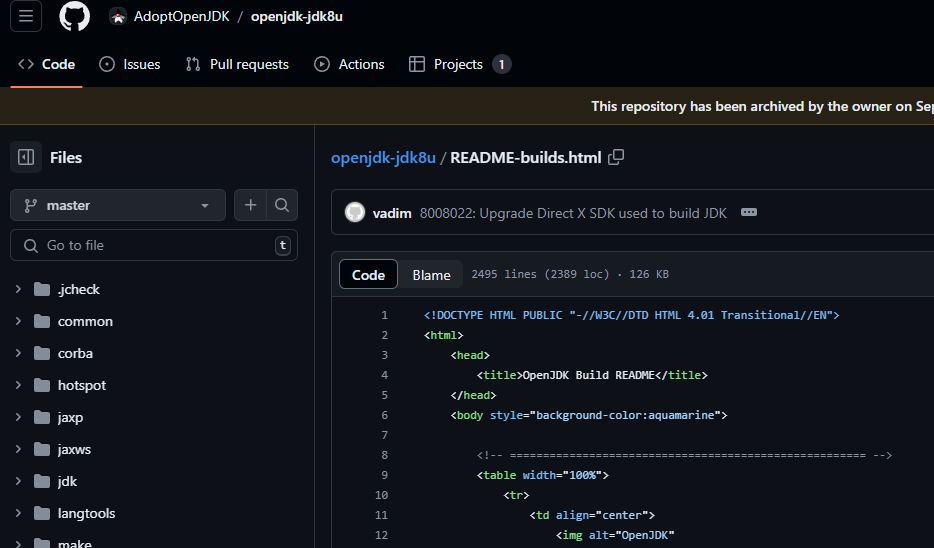 AdoptOpenJDK / openjdk-jdk8u
Code Issues Pull requests Actions Projects 1
This repository has been archived by the owner on Sep
Files
master
Go to file t
.jcheck
common
corba
hotspot
jaxp
jaxws
jdk
langtools
make
openjdk-jdk8u / README-builds.html
vadim 8008022: Upgrade Direct X SDK used to build JDK
Code Blame 2495 lines (2389 loc) · 126 KB
1 <!DOCTYPE HTML PUBLIC "-//W3C//DTD HTML 4.01 Transitional//EN">
2 <html>
3 <head>
4 <title>OpenJDK Build README</title>
5 </head>
6 <body style="background-color:aquamarine">
7
8 <!-- ====================================================== -->
9 <table width="100%">
10 <tr>
11 <td align="center">
12 <img alt="OpenJDK"